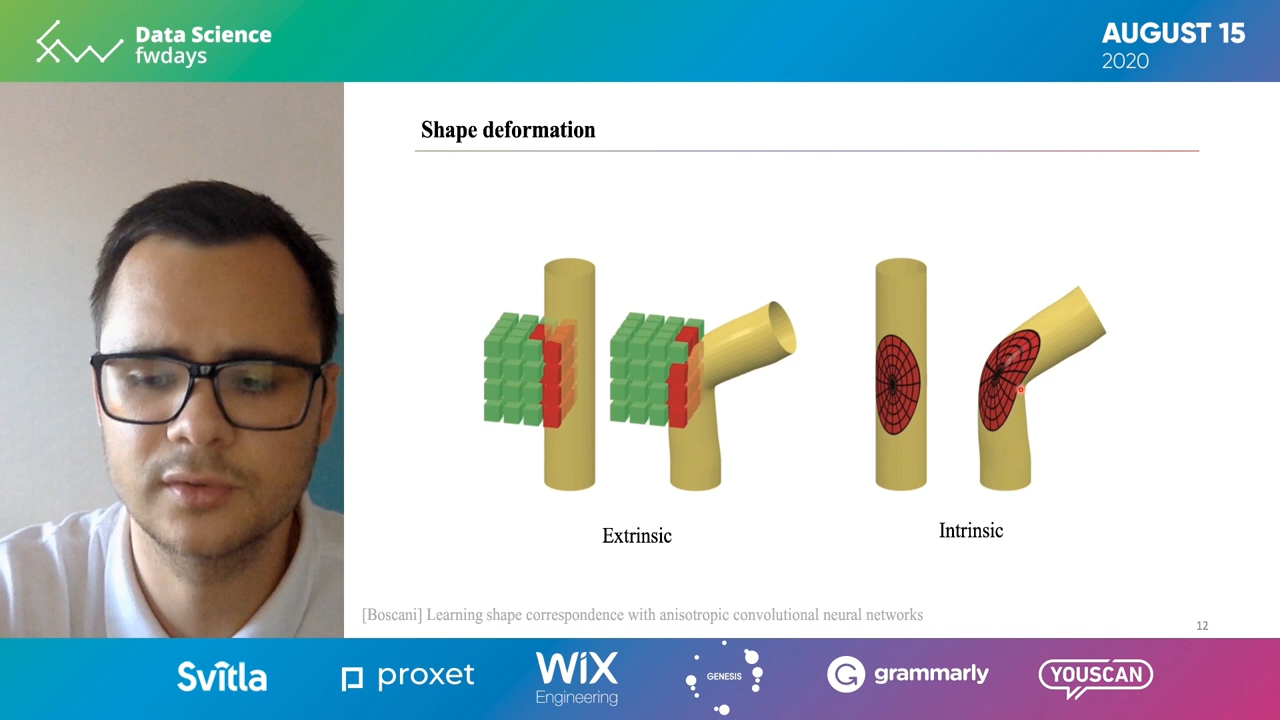 Data Science
fwdays
AUGUST 15
2020
Shape deformation
Extrinsic
Intrinsic
[Boscani] Learning shape correspondence with anisotropic convolutional neural networks
12
Svitla
proxet
WiX
Engineering
GENESIS
G grammarly
YOUSCAN